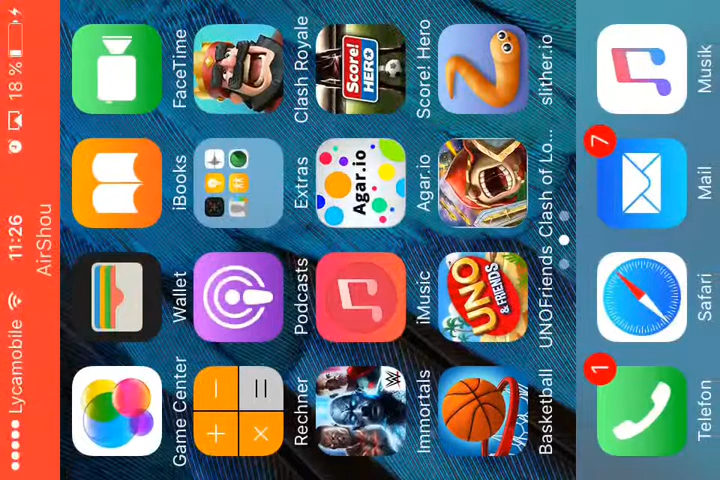 Lycamobile 11:26 18 %
AirShou
Game Center Wallet iBooks FaceTime
Rechner Podcasts Extras Clash Royale
Score!
HERO
Agar.io
W
Immortals iMusic Agar.io Score! Hero
UNO
& FRIENDS
Basketball UNOFriends Clash of Lo... slither.io
1
7
Telefon Safari Mail Musik